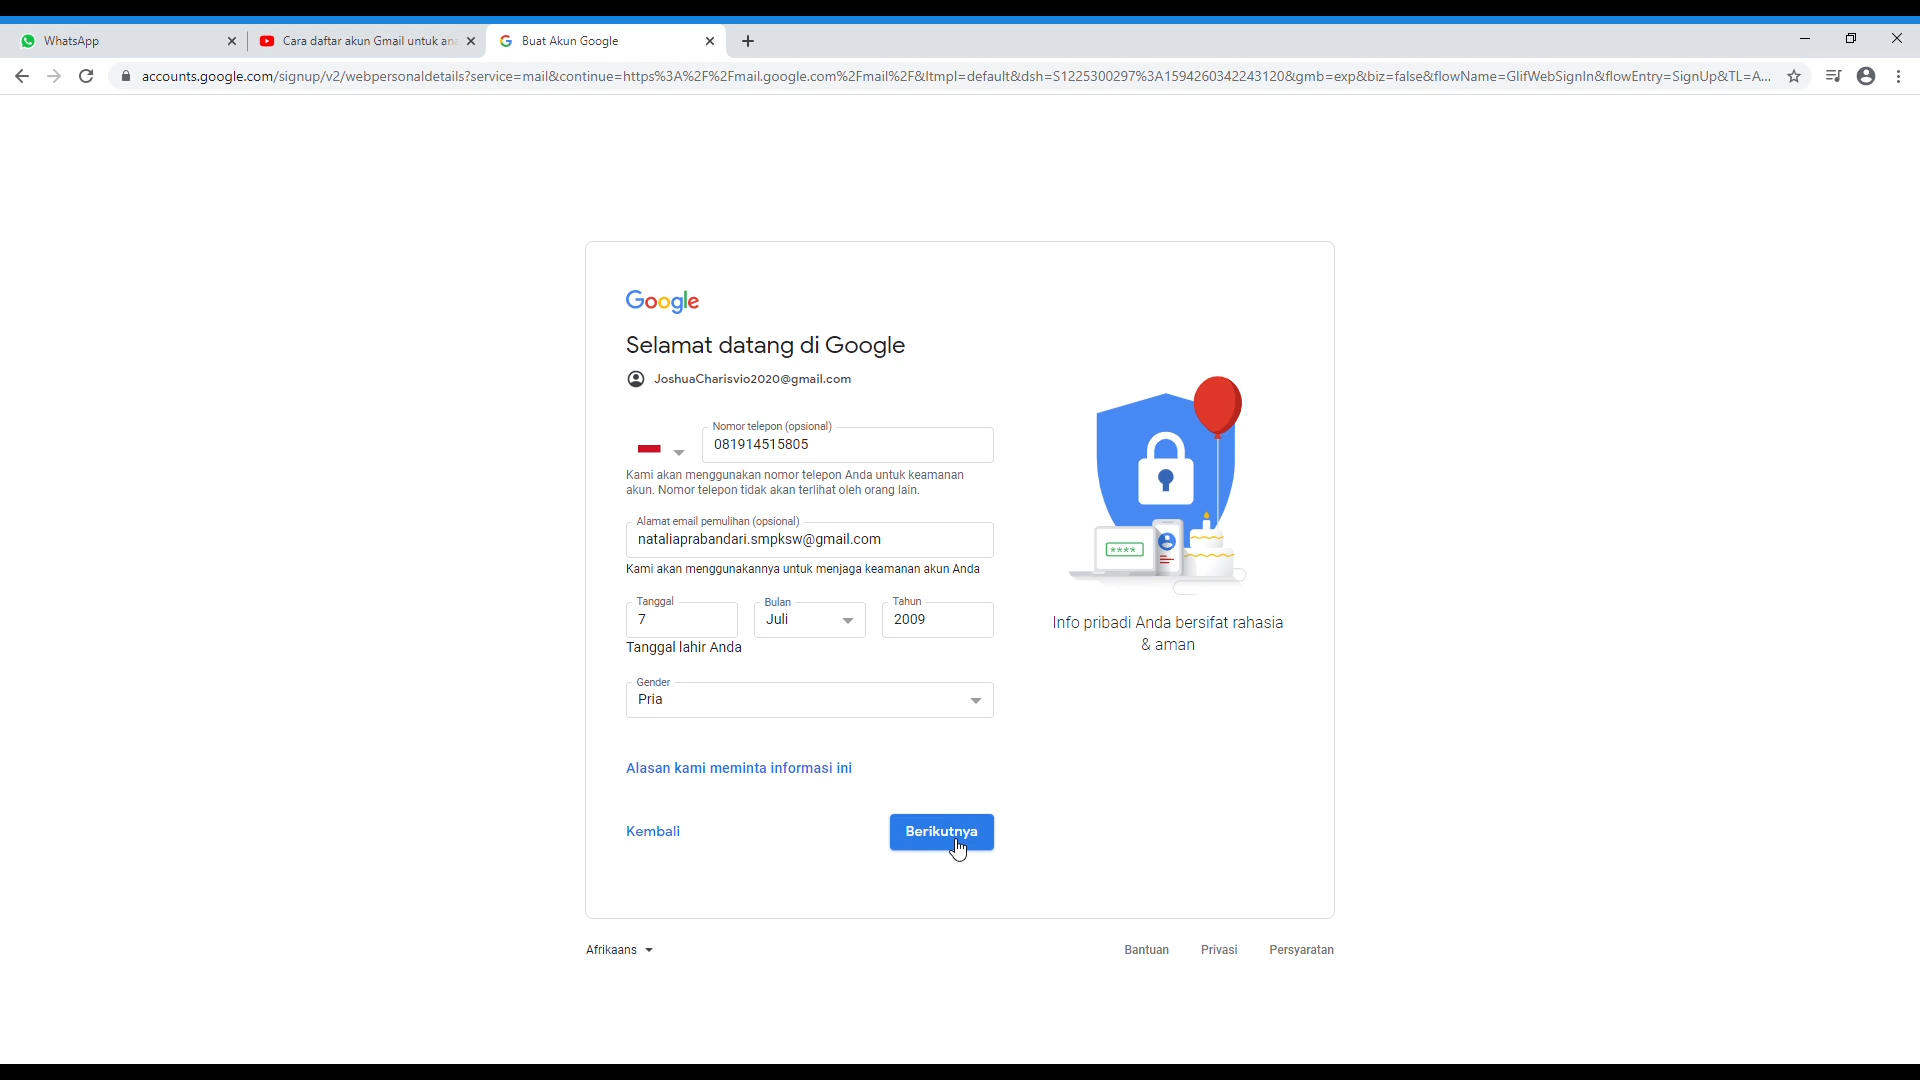 WhatsApp
Cara daftar akun Gmail untuk ana
Buat Akun Google
accounts.google.com/signup/v2/webpersonaldetails?service=mail&continue=https%3A%2F%2Fmail.google.com%2Fmail%2F&ltmpl=default&dsh=S1225300297%3A1594260342243120&gmb=exp&biz=false&flowName=GlifWebSignIn&flowEntry=SignUp&TL=A...
Google
Selamat datang di Google
JoshuaCharisvio2020@gmail.com
Nomor telepon (opsional)
081914515805
Kami akan menggunakan nomor telepon Anda untuk keamanan
akun. Nomor telepon tidak akan terlihat oleh orang lain.
Alamat email pemulihan (opsional)
nataliaprabandari.smpksw@gmail.com
Kami akan menggunakannya untuk menjaga keamanan akun Anda
Tanggal Bulan Tahun
7 Juli 2009
Tanggal lahir Anda
Gender
Pria
Alasan kami meminta informasi ini
Kembali
Berikutnya
****
Info pribadi Anda bersifat rahasia
& aman
Afrikaans
Bantuan Privasi Persyaratan